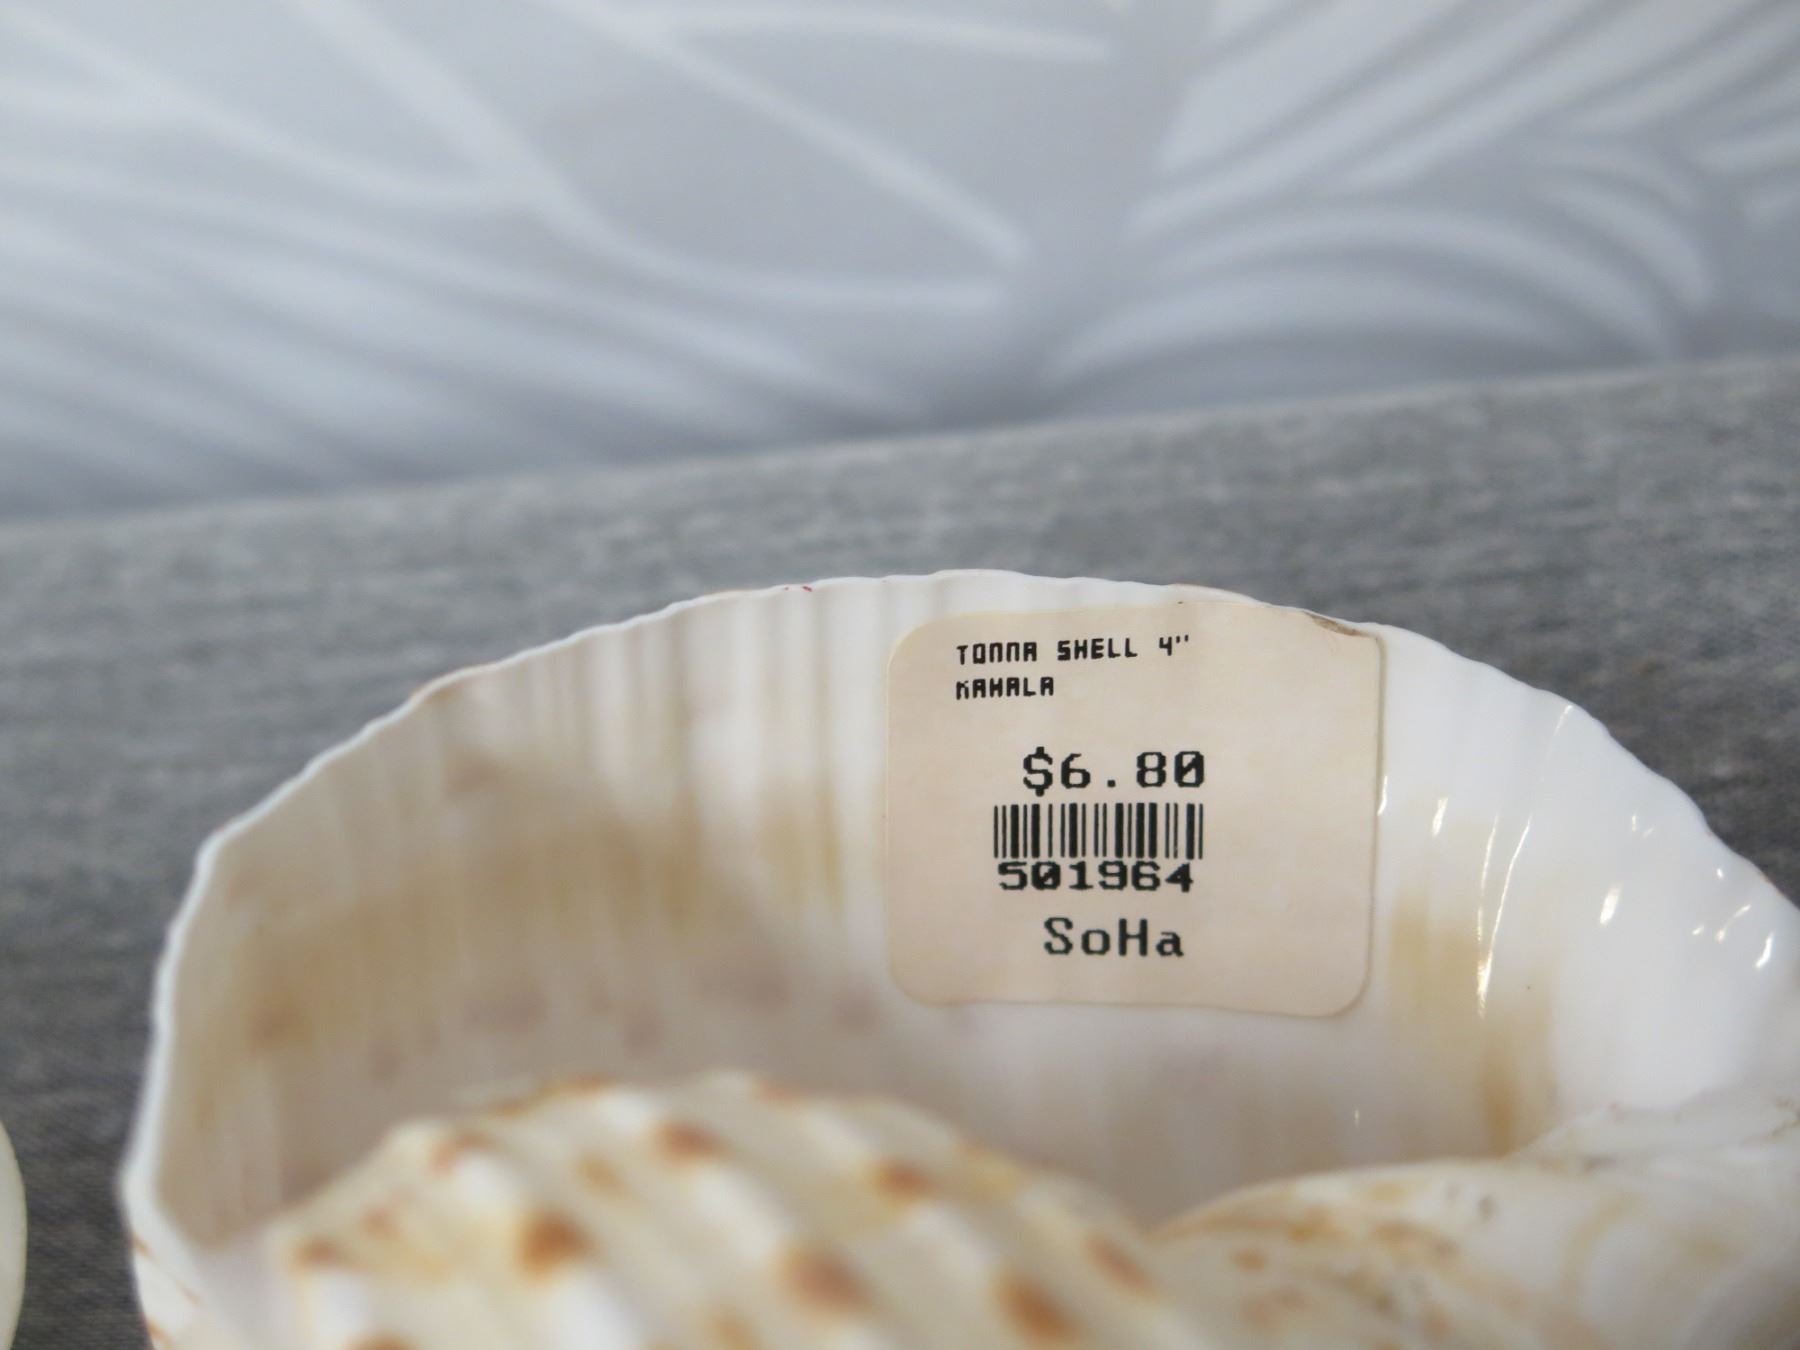 TONNA SHELL 4"
KAHALA
$6.80
501964
SoHa